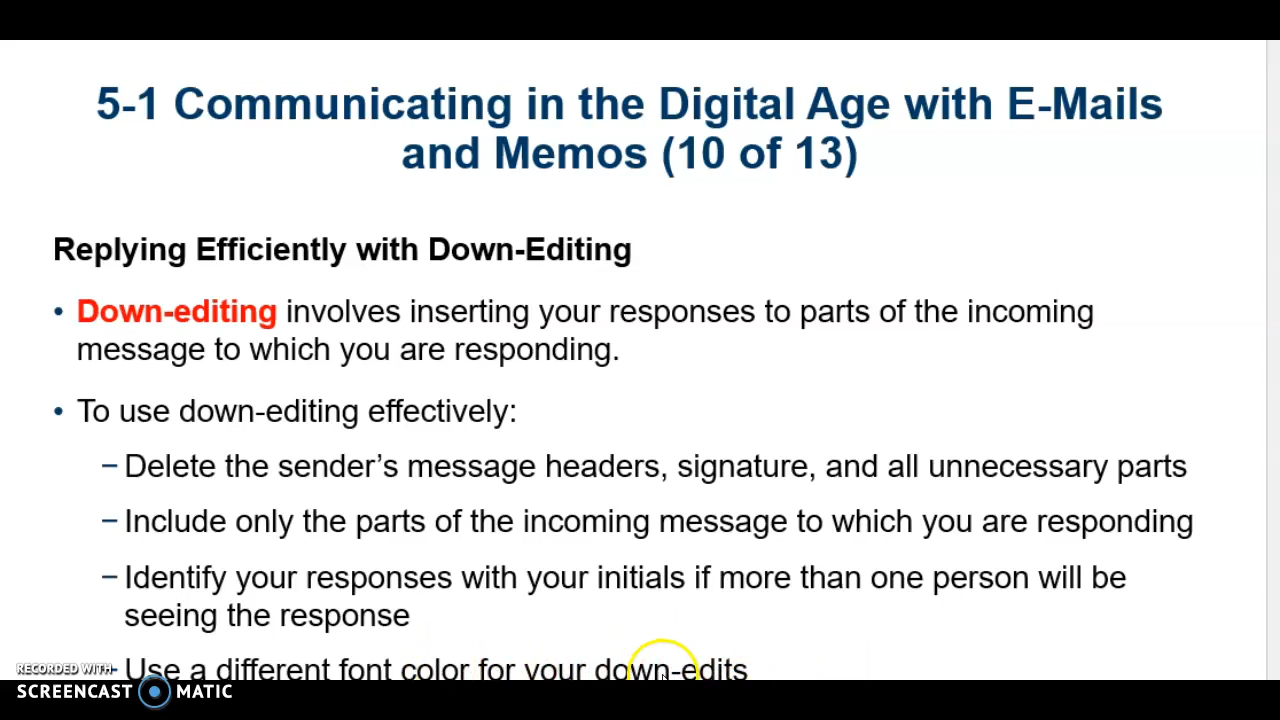 5-1 Communicating in the Digital Age with E-Mails
and Memos (10 of 13)
Replying Efficiently with Down-Editing
• Down-editing involves inserting your responses to parts of the incoming
message to which you are responding.
• To use down-editing effectively:
– Delete the sender’s message headers, signature, and all unnecessary parts
– Include only the parts of the incoming message to which you are responding
– Identify your responses with your initials if more than one person will be
seeing the response
– Use a different font color for your down-edits
RECORDED WITH
SCREENCAST MATIC